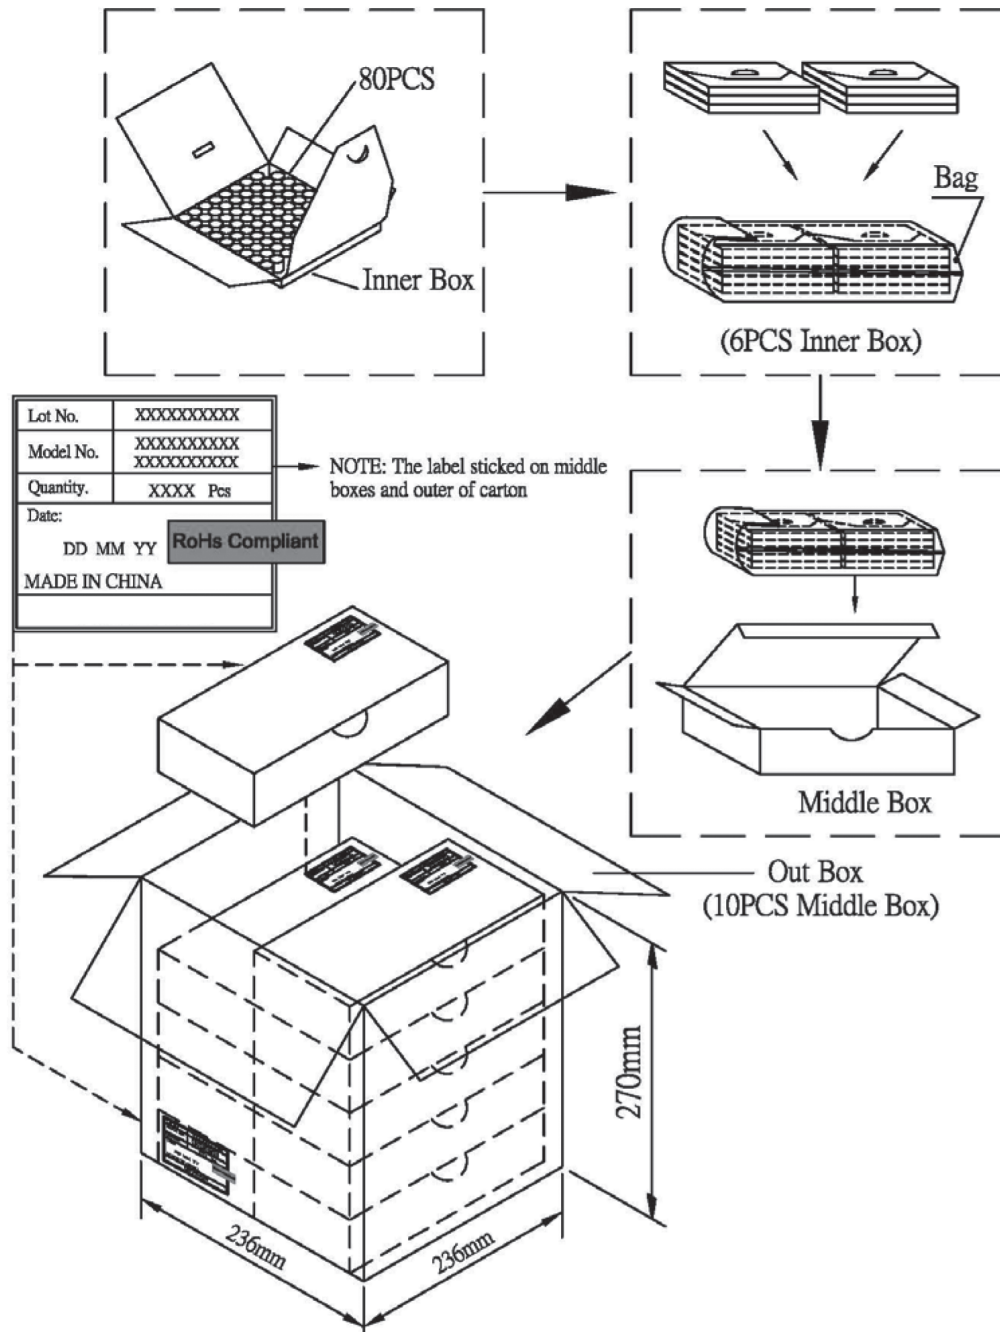 80PCS
Inner Box
Bag
(6PCS Inner Box)
Lot No. XXXXXXXXXX
Model No. XXXXXXXXXX
XXXXXXXXXX
Quantity. XXXX Pcs
Date:
DD MM YY
RoHs Compliant
MADE IN CHINA
NOTE: The label sticked on middle
boxes and outer of carton
Middle Box
Out Box
(10PCS Middle Box)
270mm
236mm
236mm